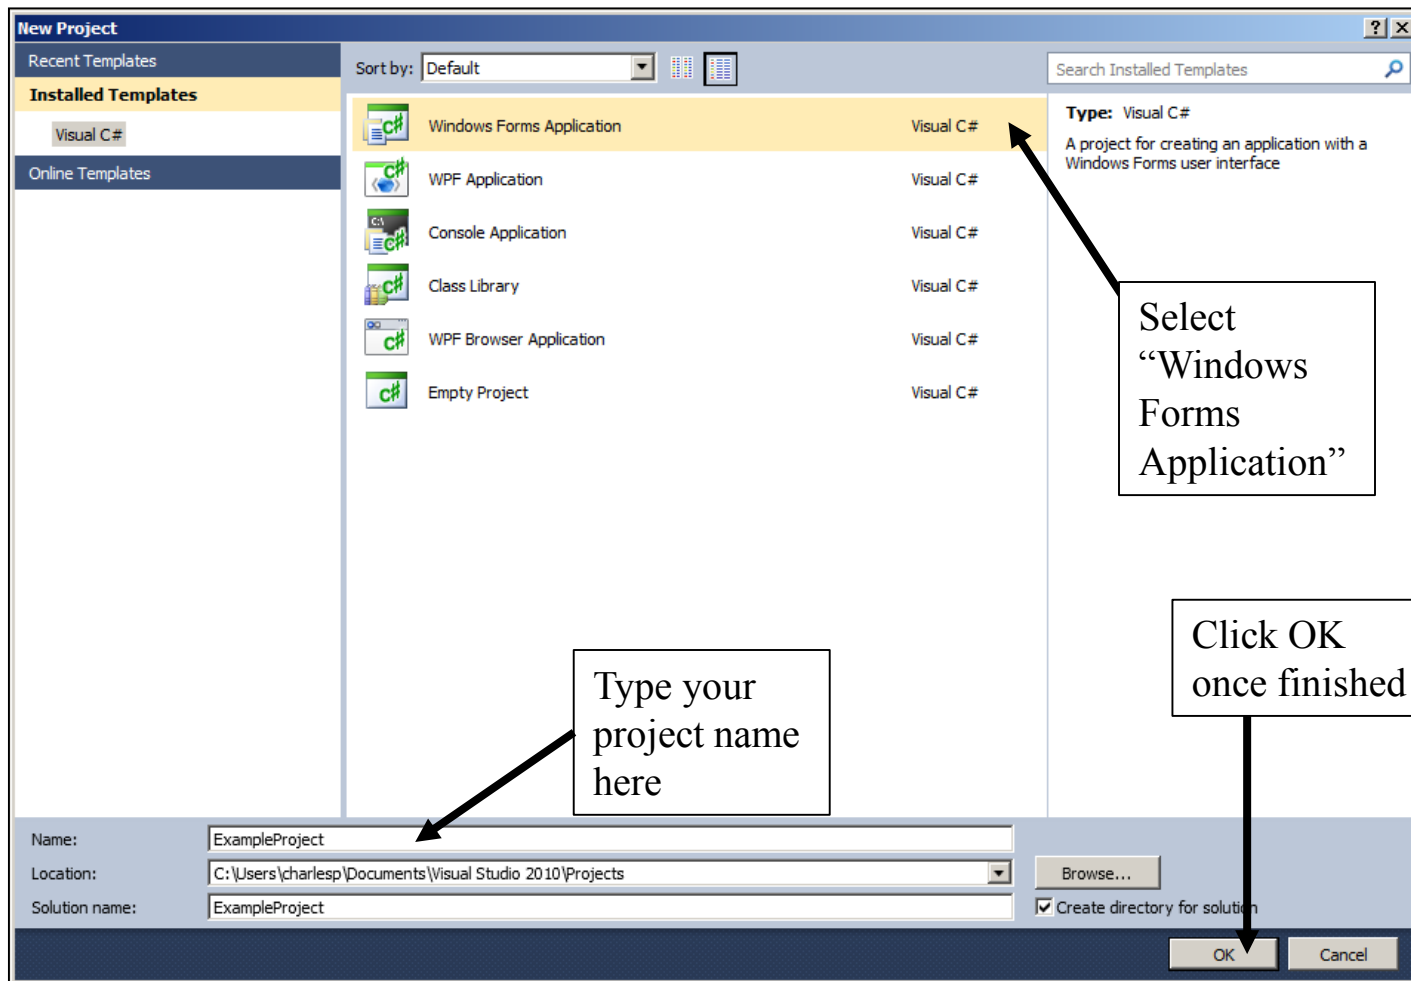 New Project
Recent Templates
Installed Templates
Visual C#
Online Templates
Sort by: Default
Search Installed Templates
Windows Forms Application Visual C#
WPF Application Visual C#
Console Application Visual C#
Class Library Visual C#
WPF Browser Application Visual C#
Empty Project Visual C#
Type: Visual C#
A project for creating an application with a
Windows Forms user interface
Select
“Windows
Forms
Application”
Type your
project name
here
Click OK
once finished
Name: ExampleProject
Location: C:\Users\charlesp\Documents\Visual Studio 2010\Projects
Browse...
Solution name: ExampleProject
Create directory for solution
OK
Cancel